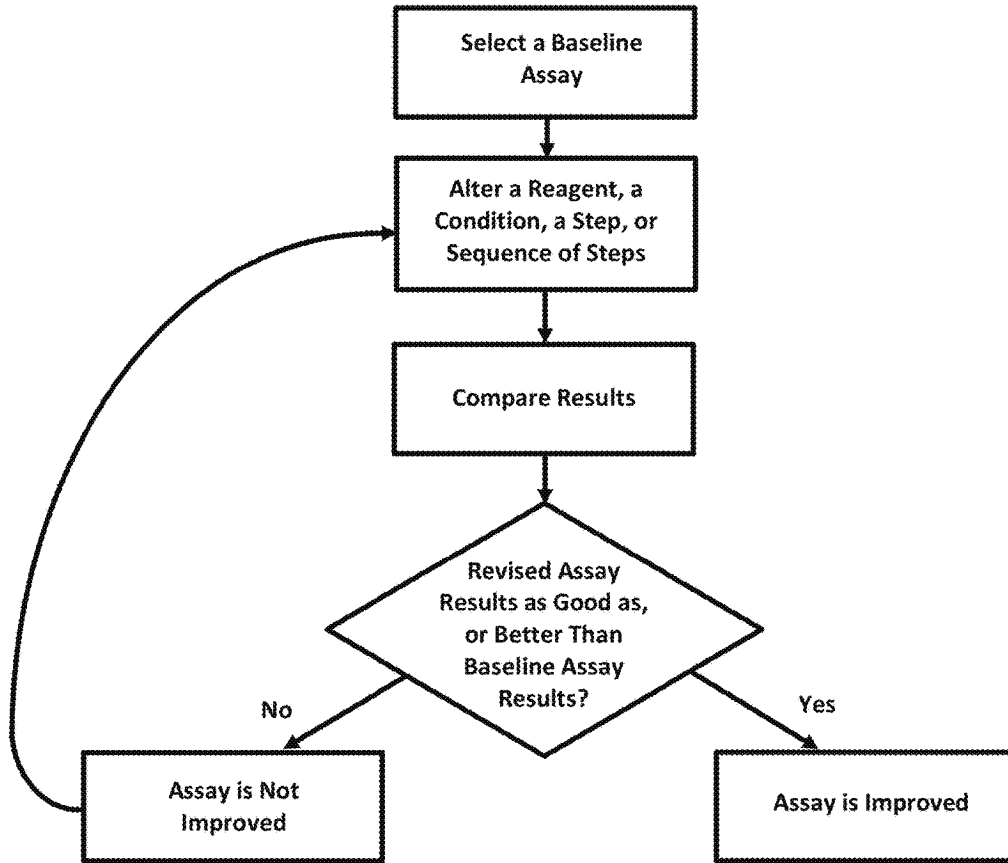 Select a Baseline
Assay
Alter a Reagent, a
Condition, a Step, or
Sequence of Steps
Compare Results
Revised Assay
Results as Good as,
or Better Than
Baseline Assay
Results?
No
Yes
Assay is Not
Improved
Assay is Improved